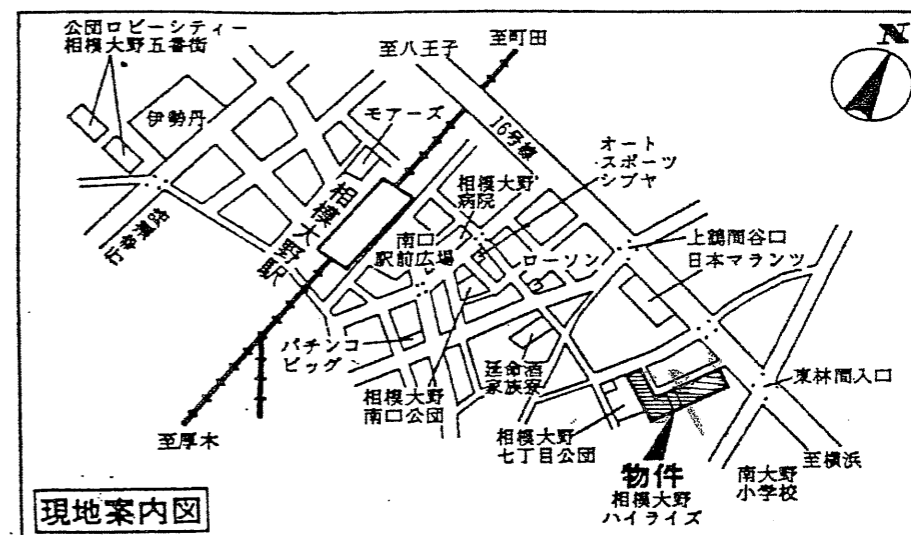 公団ロビーシティー
相模大野五番街
至八王子
至町田
N
伊勢丹
モアーズ
16号線
オート
スポーツ
シブヤ
相模大野
病院
行幸道路
相模大野駅
南口
駅前広場
ローソン
上鶴間谷口
日本マランツ
パチンコ
ビッグ
延命酒
家族寮
相模大野
南口公団
東林間入口
至厚木
相模大野
七丁目公団
物件
相模大野
ハイライズ
至横浜
南大野
小学校
現地案内図